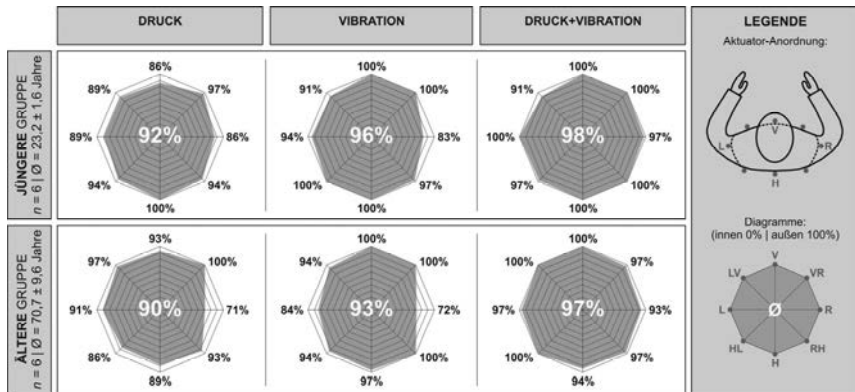 DRUCK
VIBRATION
DRUCK+VIBRATION
LEGENDE
JÜNGERE GRUPPE
n = 6 | Ø = 23,2 ± 1,6 Jahre
86%
89% 97%
89% 92% 86%
94% 94%
100%
100%
91% 100%
94% 96% 83%
100% 97%
100%
100%
91% 100%
100% 98% 97%
97% 100%
100%
Aktuator-Anordnung:
V
L R
H
ÄLTERE GRUPPE
n = 6 | Ø = 70,7 ± 9,6 Jahre
93%
97% 100%
91% 90% 71%
86% 93%
89%
100%
94% 100%
84% 93% 72%
94% 100%
97%
100%
100% 97%
97% 97% 93%
100% 97%
94%
Diagramme:
(innen 0% | außen 100%)
V
LV VR
L Ø R
HL RH
H